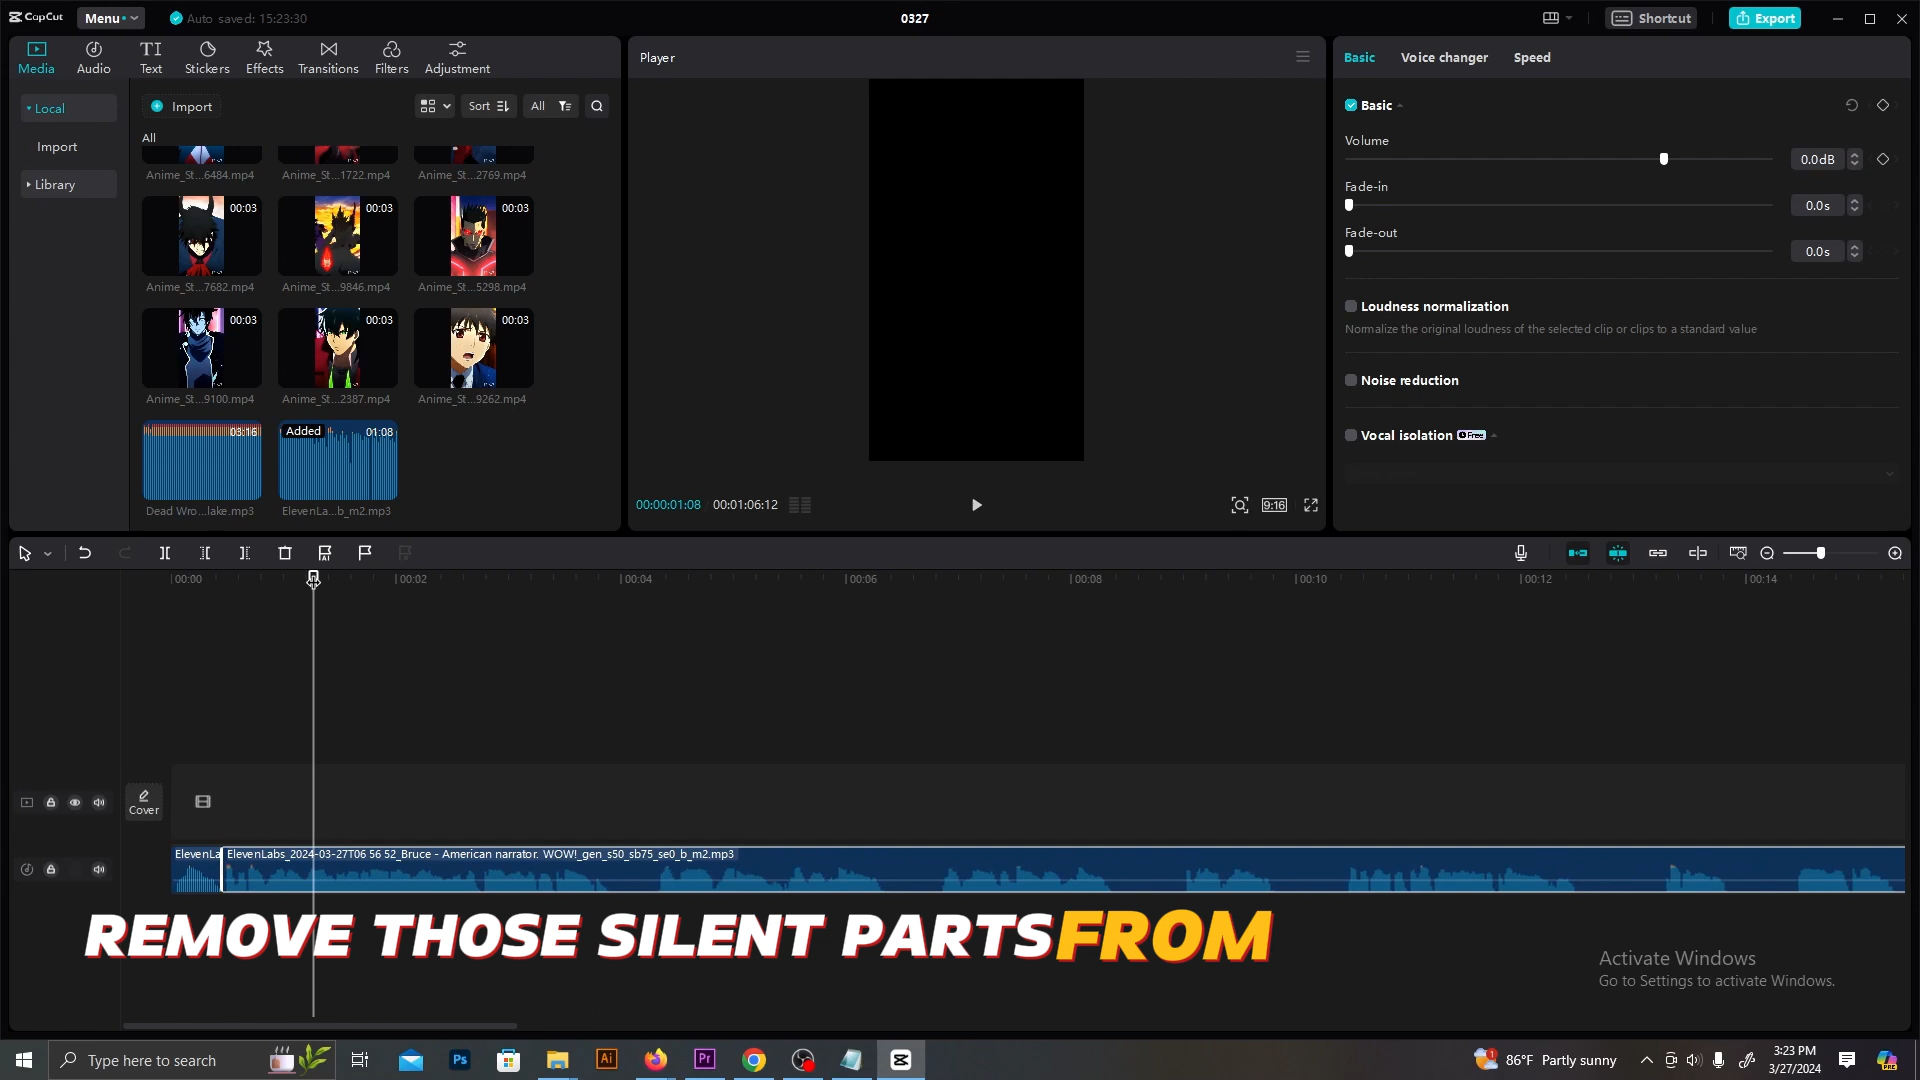 CapCut
Menu
Auto saved: 15:23:30
0327
Shortcut
Export
Media
Audio
Text
Stickers
Effects
Transitions
Filters
Adjustment
Local
Import
Library
Import
Sort
All
All
Anime_St...6484.mp4
Anime_St...1722.mp4
Anime_St...2769.mp4
00:03
00:03
00:03
Anime_St...7682.mp4
Anime_St...9846.mp4
Anime_St...5298.mp4
00:03
00:03
00:03
Anime_St...9100.mp4
Anime_St...2387.mp4
Anime_St...9262.mp4
03:16
Added
01:08
Dead Wro...lake.mp3
ElevenLa...b_m2.mp3
Player
00:00:01:08
00:01:06:12
9:16
Basic
Voice changer
Speed
Basic
Volume
0.0dB
Fade-in
0.0s
Fade-out
0.0s
Loudness normalization
Normalize the original loudness of the selected clip or clips to a standard value
Noise reduction
Vocal isolation
Free
00:00
00:02
00:04
00:06
00:08
00:10
00:12
00:14
Cover
ElevenLa
ElevenLabs_2024-03-27T06 56 52_Bruce - American narrator. WOW!_gen_s50_sb75_se0_b_m2.mp3
REMOVE THOSE SILENT PARTS FROM
Activate Windows
Go to Settings to activate Windows.
Type here to search
Ps
Ai
Pr
1
86°F Partly sunny
3:23 PM
3/27/2024
PRE